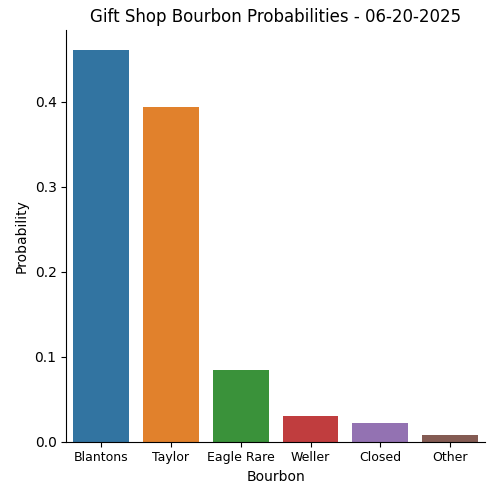 Gift Shop Bourbon Probabilities - 06-20-2025
Probability
0.4
0.3
0.2
0.1
0.0
Blantons Taylor Eagle Rare Weller Closed Other
Bourbon